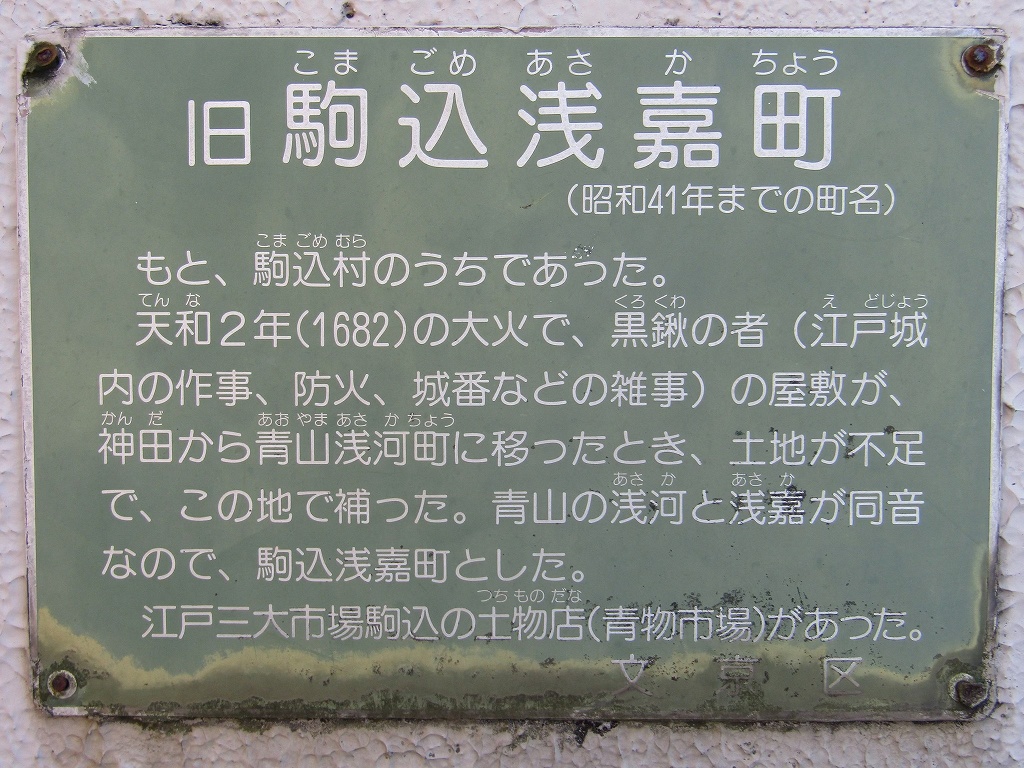 こま ごめ あさ か ちょう
旧駒込浅嘉町
（昭和41年までの町名）
こま ごめ むら
もと、駒込村のうちであった。
てん な くろ くわ え どじょう
天和２年(1682)の大火で、黒鍬の者（江戸城
内の作事、防火、城番などの雑事）の屋敷が、
かん だ あお やま あさ か ちょう
神田から青山浅河町に移ったとき、土地が不足
あさ か あさ か
で、この地で補った。青山の浅河と浅嘉が同音
なので、駒込浅嘉町とした。
つち もの だな
江戸三大市場駒込の土物店(青物市場)があった。
文京区